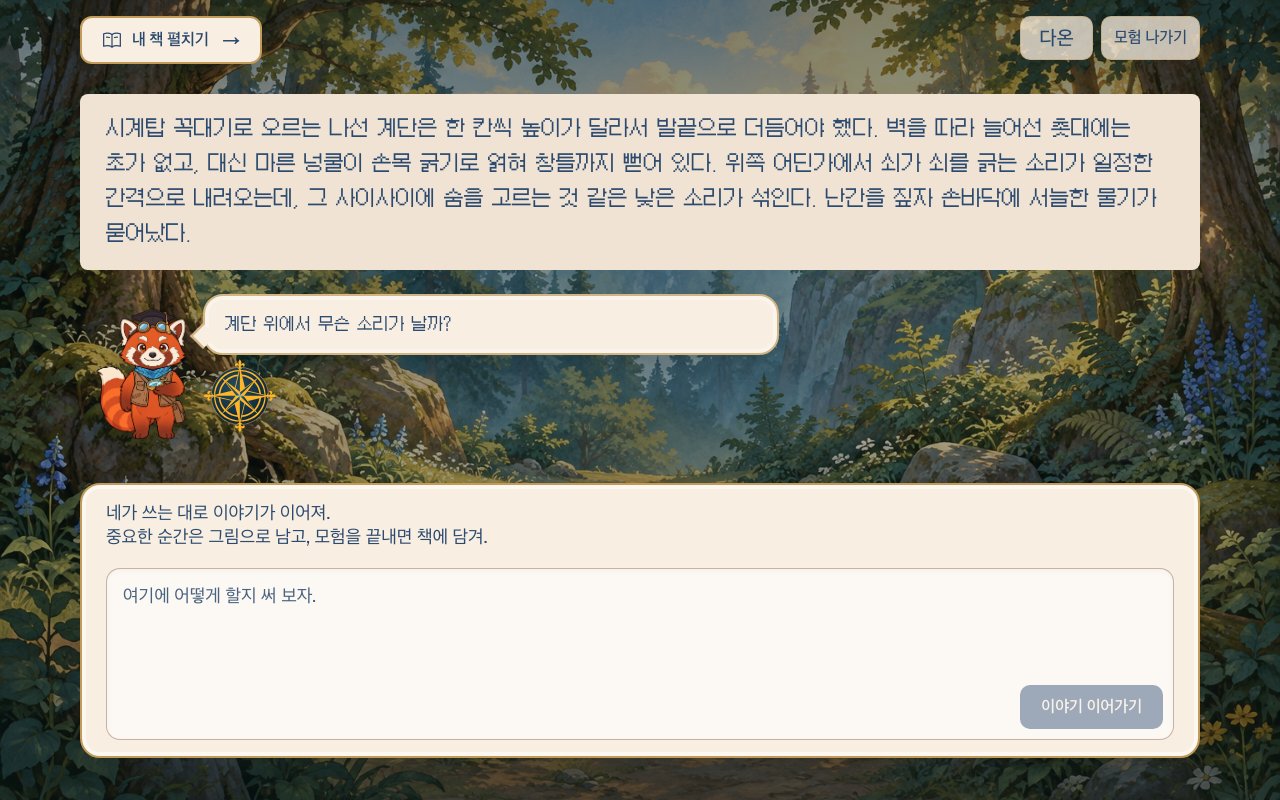 내 책 펼치기 →
다온
모험 나가기
시계탑 꼭대기로 오르는 나선 계단은 한 칸씩 높이가 달라서 발끝으로 더듬어야 했다. 벽을 따라 늘어선 촛대에는
초가 없고, 대신 마른 넝쿨이 손목 굵기로 얽혀 창틀까지 뻗어 있다. 위쪽 어딘가에서 쇠가 쇠를 긁는 소리가 일정한
간격으로 내려오는데, 그 사이사이에 숨을 고르는 것 같은 낮은 소리가 섞인다. 난간을 짚자 손바닥에 서늘한 물기가
묻어났다.
계단 위에서 무슨 소리가 날까?
네가 쓰는 대로 이야기가 이어져.
중요한 순간은 그림으로 남고, 모험을 끝내면 책에 담겨.
여기에 어떻게 할지 써 보자.
이야기 이어가기